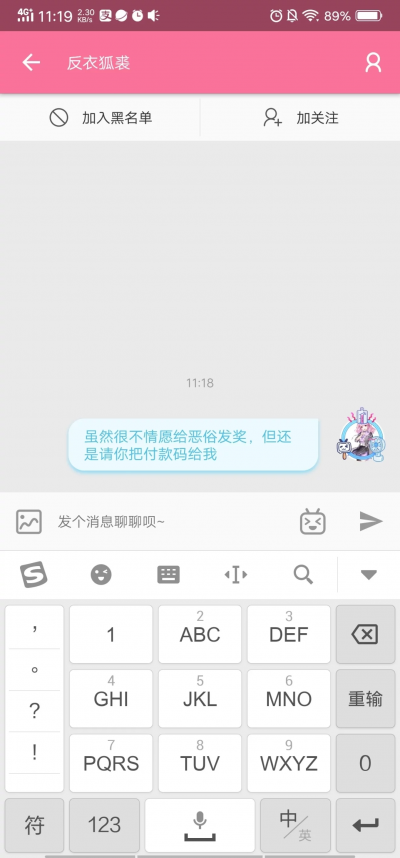 4G 11:19 2.30 KB/s 支 89%
反衣狐裘
加入黑名单 加关注
11:18
虽然很不情愿给恶俗发奖，但还
是请你把付款码给我
发个消息聊聊呗~
S
， 1 2 ABC 3 DEF
。 4 GHI 5 JKL 6 MNO 重输
？
！ 7 PQRS 8 TUV 9 WXYZ 0
符 123 中/英